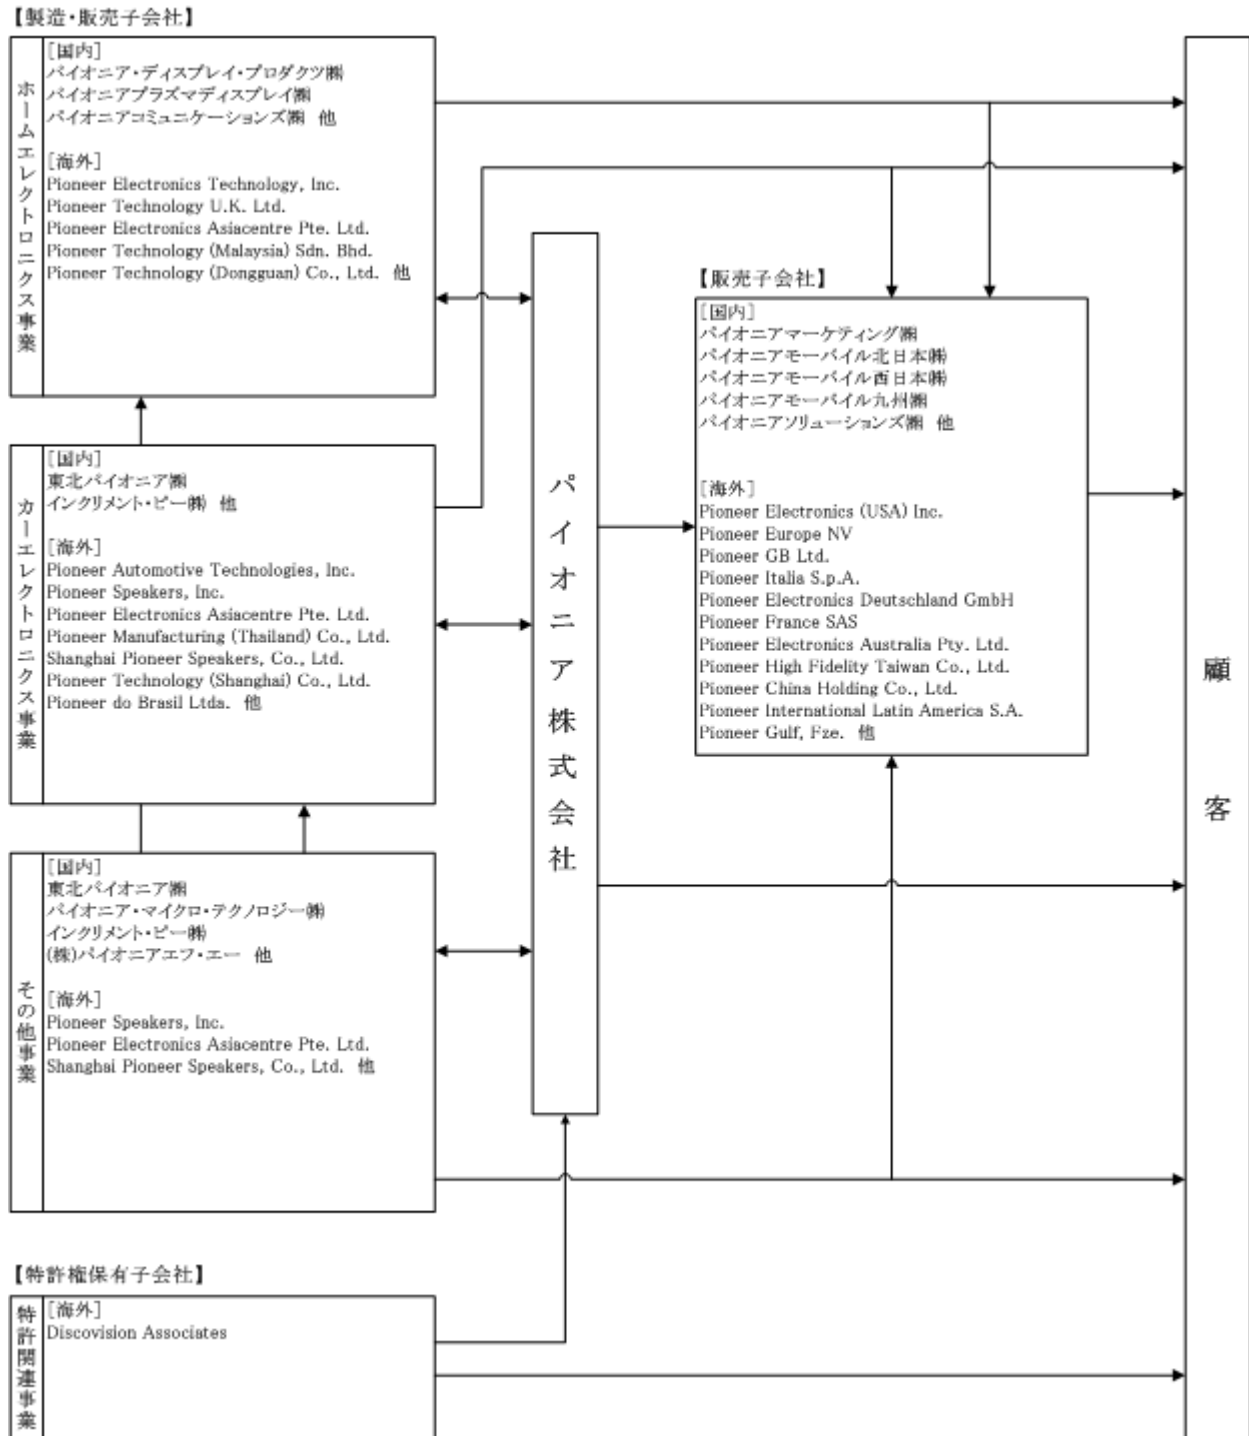 【製造・販売子会社】
ホームエレクトロニクス事業
[国内]
パイオニア・ディスプレイ・プロダクツ㈱
パイオニアプラズマディスプレイ㈱
パイオニアコミュニケーションズ㈱ 他
[海外]
Pioneer Electronics Technology, Inc.
Pioneer Technology U.K. Ltd.
Pioneer Electronics Asiacentre Pte. Ltd.
Pioneer Technology (Malaysia) Sdn. Bhd.
Pioneer Technology (Dongguan) Co., Ltd. 他
カーエレクトロニクス事業
[国内]
東北パイオニア㈱
インクリメント・ピー㈱ 他
[海外]
Pioneer Automotive Technologies, Inc.
Pioneer Speakers, Inc.
Pioneer Electronics Asiacentre Pte. Ltd.
Pioneer Manufacturing (Thailand) Co., Ltd.
Shanghai Pioneer Speakers, Co., Ltd.
Pioneer Technology (Shanghai) Co., Ltd.
Pioneer do Brasil Ltda. 他
その他事業
[国内]
東北パイオニア㈱
パイオニア・マイクロ・テクノロジー㈱
インクリメント・ピー㈱
(株)パイオニアエフ・エー 他
[海外]
Pioneer Speakers, Inc.
Pioneer Electronics Asiacentre Pte. Ltd.
Shanghai Pioneer Speakers, Co., Ltd. 他
【特許権保有子会社】
特許関連事業
[海外]
Discovision Associates
パイオニア株式会社
【販売子会社】
[国内]
パイオニアマーケティング㈱
パイオニアモーバイル北日本㈱
パイオニアモーバイル西日本㈱
パイオニアモーバイル九州㈱
パイオニアソリューションズ㈱ 他
[海外]
Pioneer Electronics (USA) Inc.
Pioneer Europe NV
Pioneer GB Ltd.
Pioneer Italia S.p.A.
Pioneer Electronics Deutschland GmbH
Pioneer France SAS
Pioneer Electronics Australia Pty. Ltd.
Pioneer High Fidelity Taiwan Co., Ltd.
Pioneer China Holding Co., Ltd.
Pioneer International Latin America S.A.
Pioneer Gulf, Fze. 他
顧客